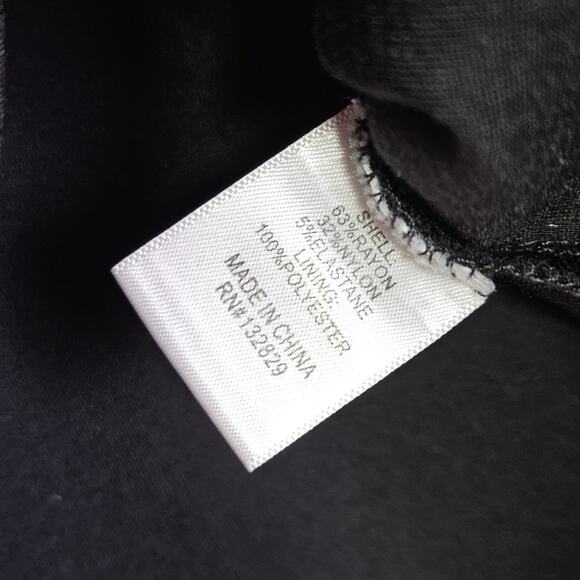 SHELL
63%RAYON
32%NYLON
5%ELASTANE
LINING:
100%POLYESTER
MADE IN CHINA
RN#132829